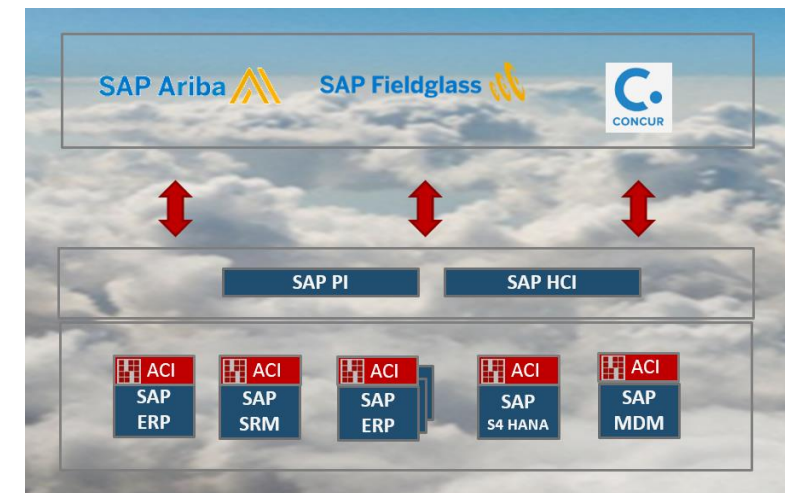 SAP Ariba
SAP Fieldglass
C.
CONCUR
SAP PI
SAP HCI
ACI
SAP
ERP
ACI
SAP
SRM
ACI
SAP
ERP
ACI
SAP
S4 HANA
ACI
SAP
MDM